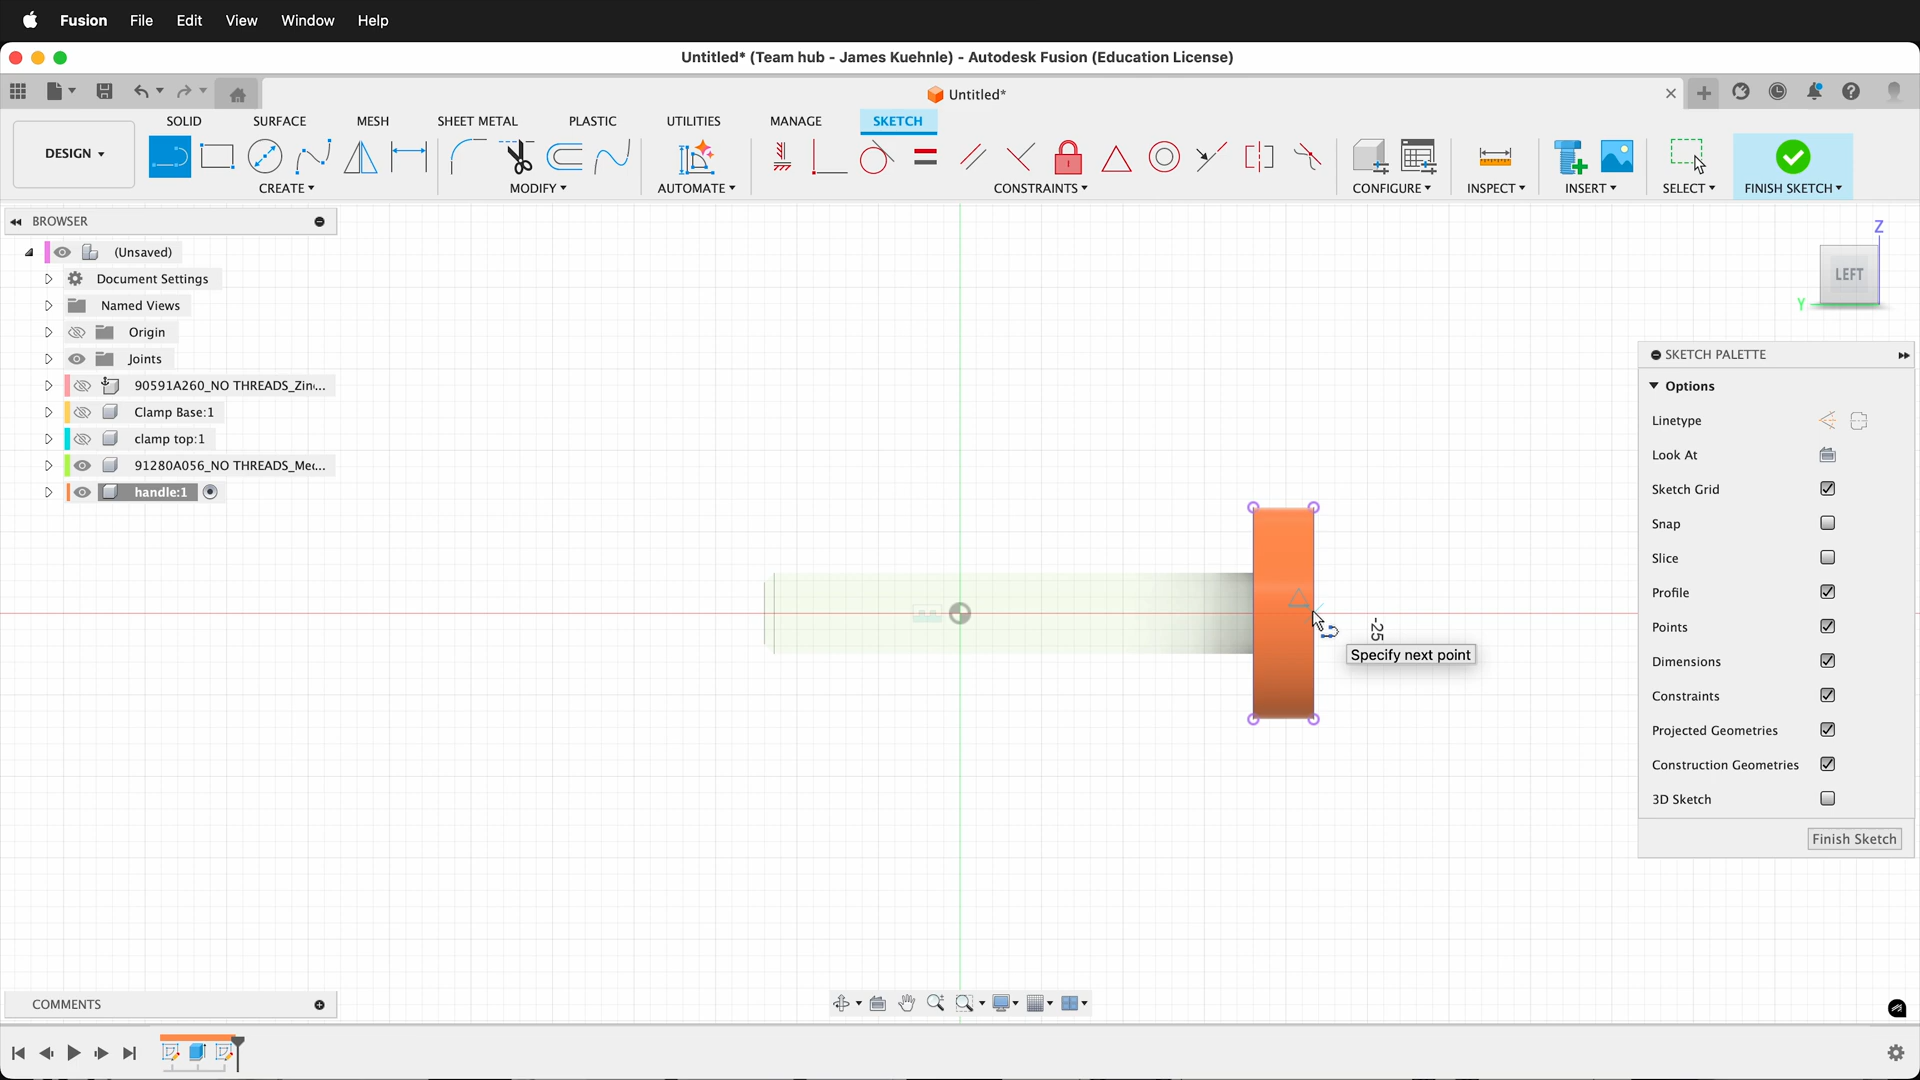 Fusion File Edit View Window Help
Untitled* (Team hub - James Kuehnle) - Autodesk Fusion (Education License)
Untitled*
SOLID SURFACE MESH SHEET METAL PLASTIC UTILITIES MANAGE SKETCH
DESIGN
CREATE MODIFY AUTOMATE CONSTRAINTS CONFIGURE INSPECT INSERT SELECT FINISH SKETCH
BROWSER
(Unsaved)
Document Settings
Named Views
Origin
Joints
90591A260_NO THREADS_Zin...
Clamp Base:1
clamp top:1
91280A056_NO THREADS_Me...
handle:1
Z
LEFT
Y
-25
Specify next point
SKETCH PALETTE
Options
Linetype
Look At
Sketch Grid
Snap
Slice
Profile
Points
Dimensions
Constraints
Projected Geometries
Construction Geometries
3D Sketch
Finish Sketch
COMMENTS